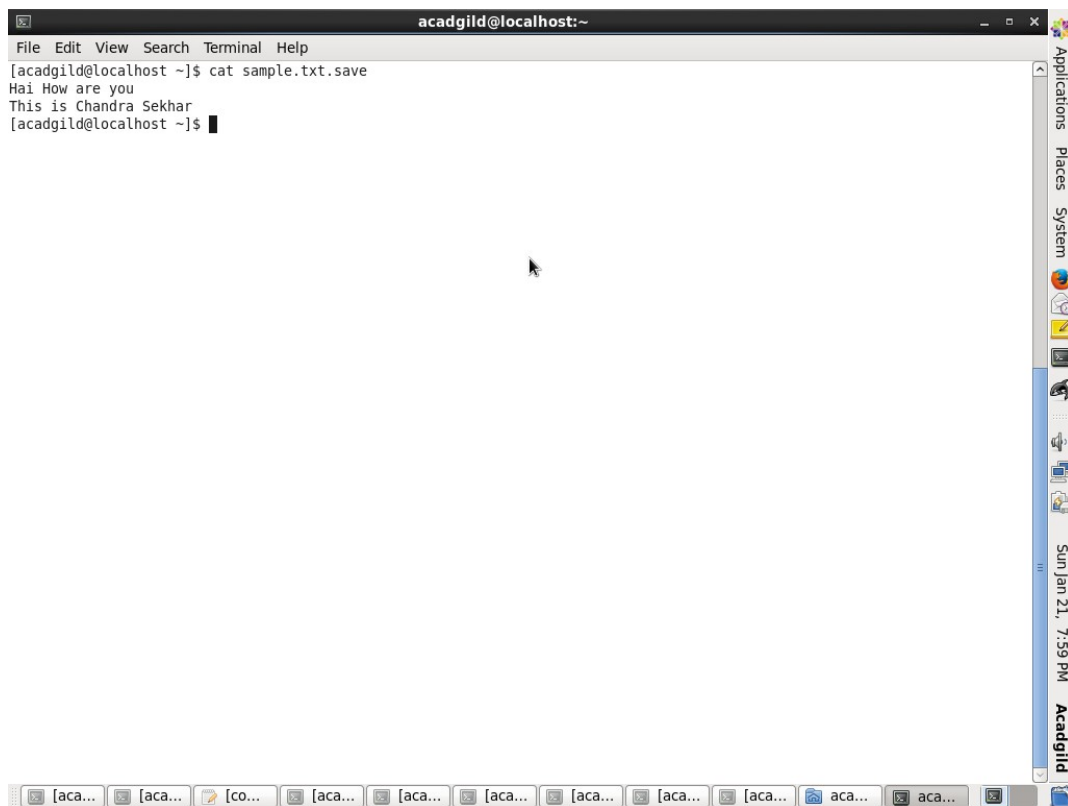 acadgild@localhost:~
File Edit View Search Terminal Help
[acadgild@localhost ~]$ cat sample.txt.save
Hai How are you
This is Chandra Sekhar
[acadgild@localhost ~]$
Applications
Places
System
Sun Jan 21, 7:59 PM
Acadgild
[aca...
[aca...
[co...
[aca...
[aca...
[aca...
[aca...
[aca...
[aca...
aca...
aca...